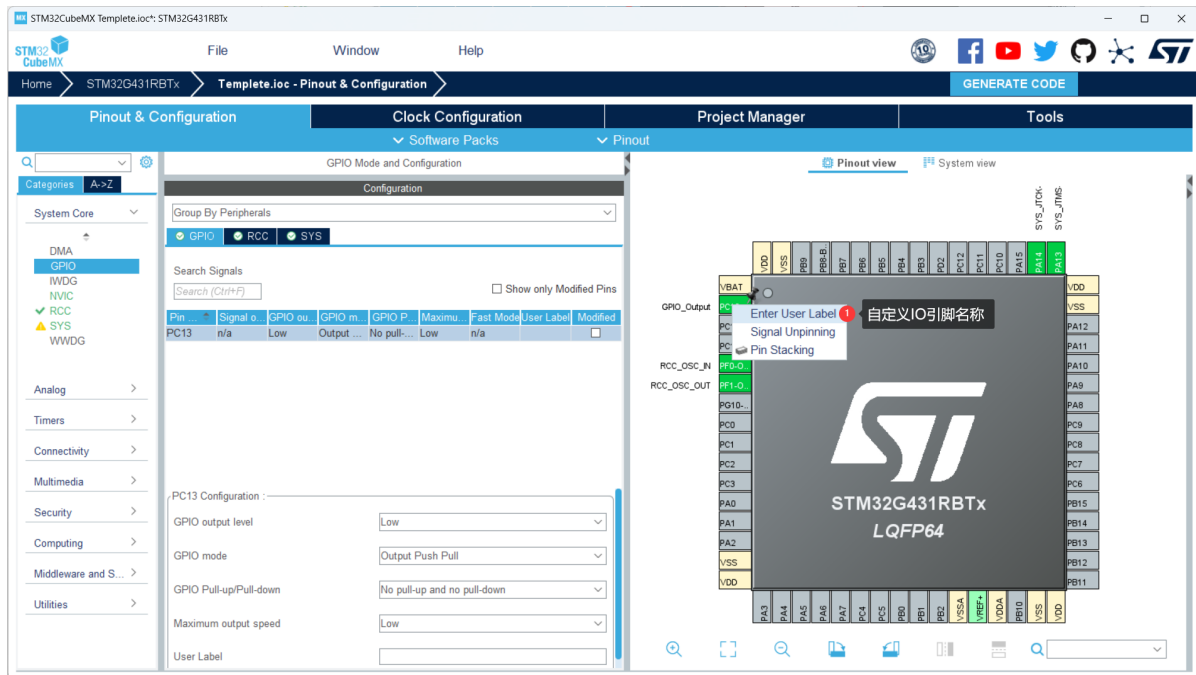 STM32CubeMX Templete.ioc*: STM32G431RBTx
STM32
CubeMX
File
Window
Help
10
Home
STM32G431RBTx
Templete.ioc - Pinout & Configuration
GENERATE CODE
Pinout & Configuration
Clock Configuration
Project Manager
Tools
Software Packs
Pinout
Categories
A->Z
System Core
DMA
GPIO
IWDG
NVIC
RCC
SYS
WWDG
Analog
Timers
Connectivity
Multimedia
Security
Computing
Middleware and S...
Utilities
GPIO Mode and Configuration
Configuration
Group By Peripherals
GPIO
RCC
SYS
Search Signals
Search (Ctrl+F)
Show only Modified Pins
Pin ... Signal o... GPIO ou... GPIO m... GPIO P... Maximu... Fast Mode User Label Modified
PC13 n/a Low Output ... No pull-... Low n/a
PC13 Configuration :
GPIO output level
Low
GPIO mode
Output Push Pull
GPIO Pull-up/Pull-down
No pull-up and no pull-down
Maximum output speed
Low
User Label
Pinout view
System view
SYS_JTCK-
SYS_JTMS-
VDD
VSS
PB9
PB8-B..
PB7
PB6
PB5
PB4
PB3
PD2
PC12
PC11
PC10
PA15
PA14
PA13
GPIO_Output
RCC_OSC_IN
RCC_OSC_OUT
VBAT
PF0-O..
PF1-O..
PG10-..
PC0
PC1
PC2
PC3
PA0
PA1
PA2
VSS
VDD
Enter User Label
1
自定义IO引脚名称
Signal Unpinning
Pin Stacking
STM32G431RBTx
LQFP64
VDD
VSS
PA12
PA11
PA10
PA9
PA8
PC9
PC8
PC7
PC6
PB15
PB14
PB13
PB12
PB11
PA3
PA4
PA5
PA6
PA7
PC4
PC5
PB0
PB1
PB2
VSSA
VREF+
VDDA
PB10
VSS
VDD